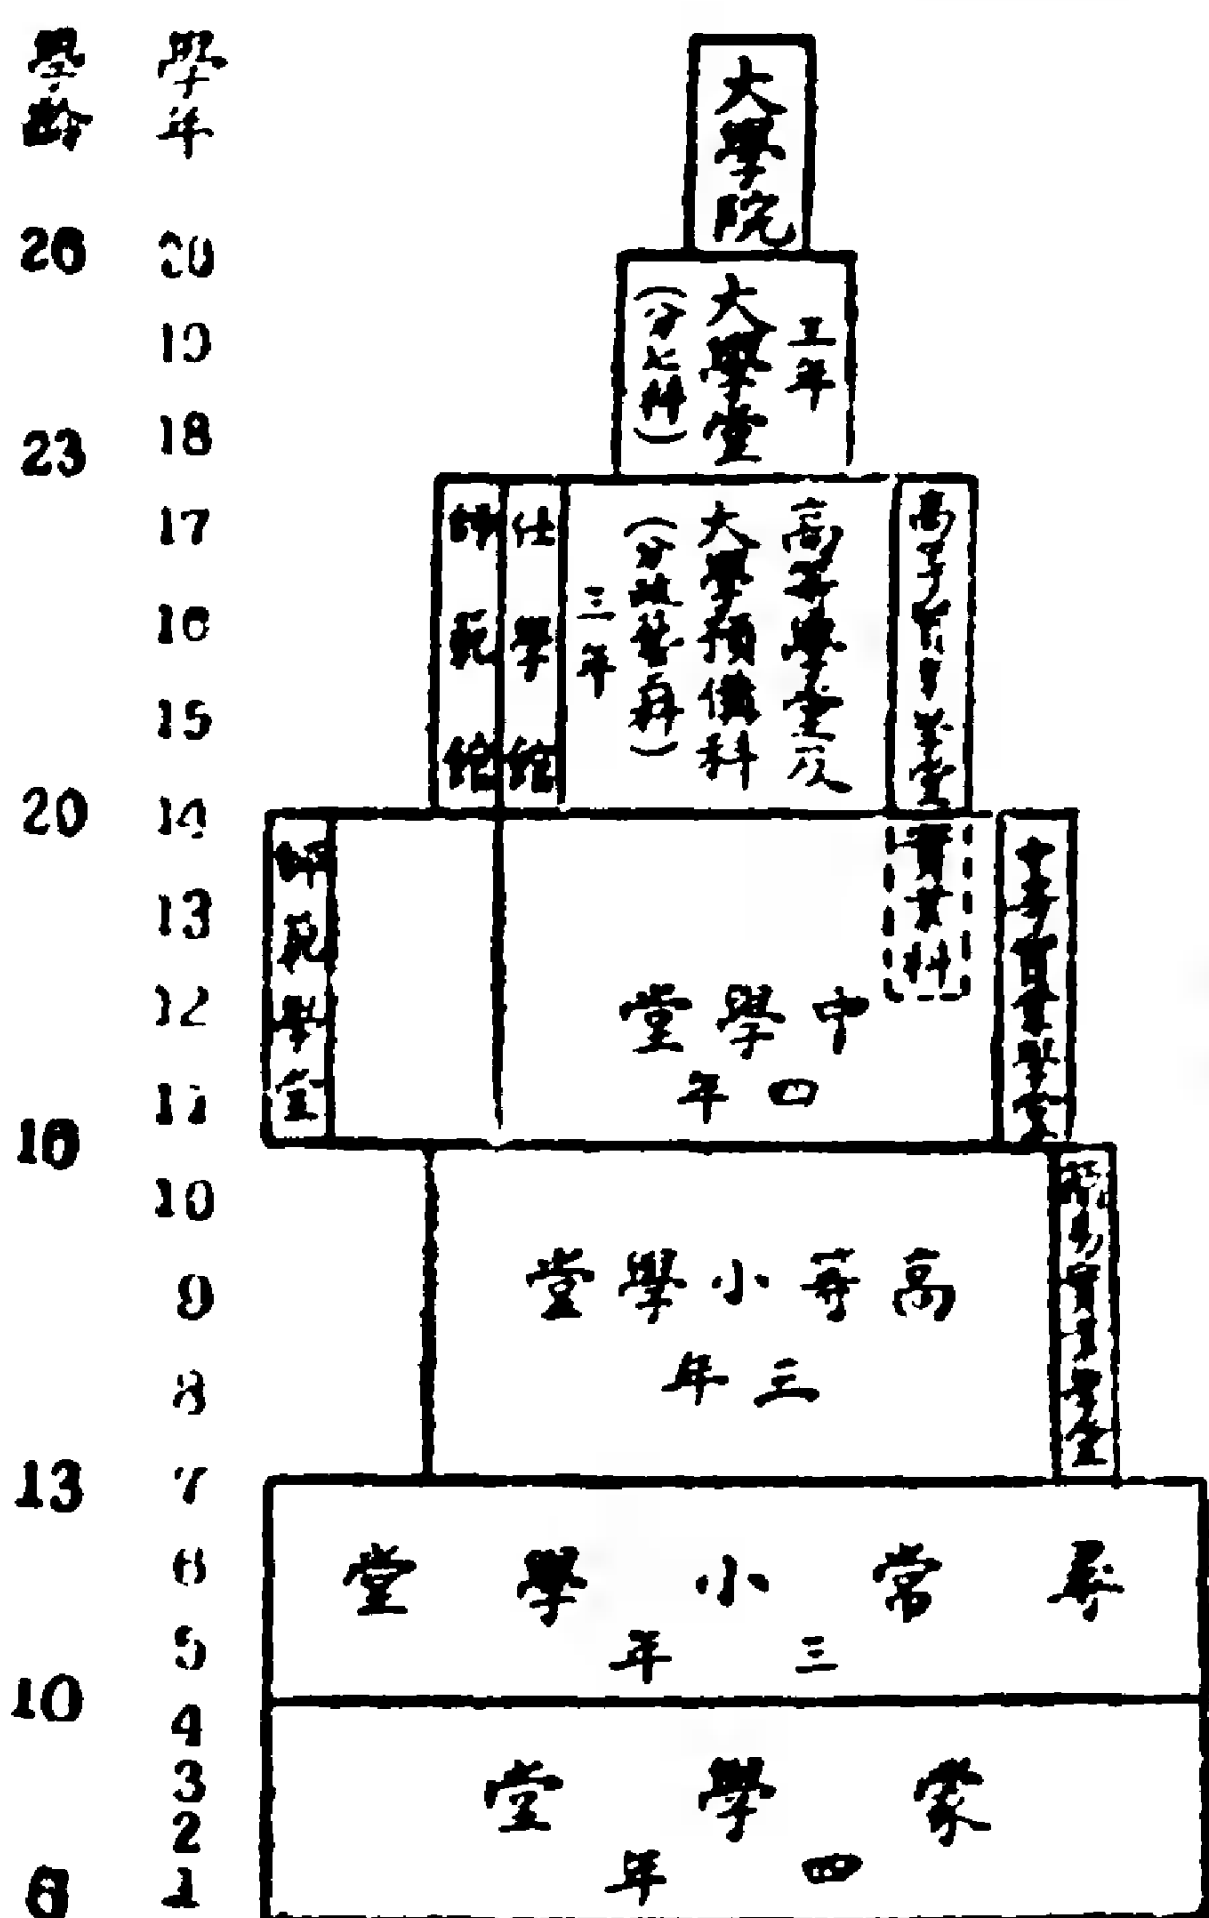 學齡
學年
大學院
26
20
三年
大學堂
(分七科)
19
18
23
17
16
15
高等實業學堂
高等學堂及
大學預備科
(分政藝兩科)
三年
仕學館
師範館
20
14
13
12
11
中等實業學堂
實業科
中學堂
四年
師範學堂
16
10
9
8
簡易實業學堂
高等小學堂
三年
13
7
6
5
尋常小學堂
三年
10
4
3
2
1
蒙學堂
四年
6